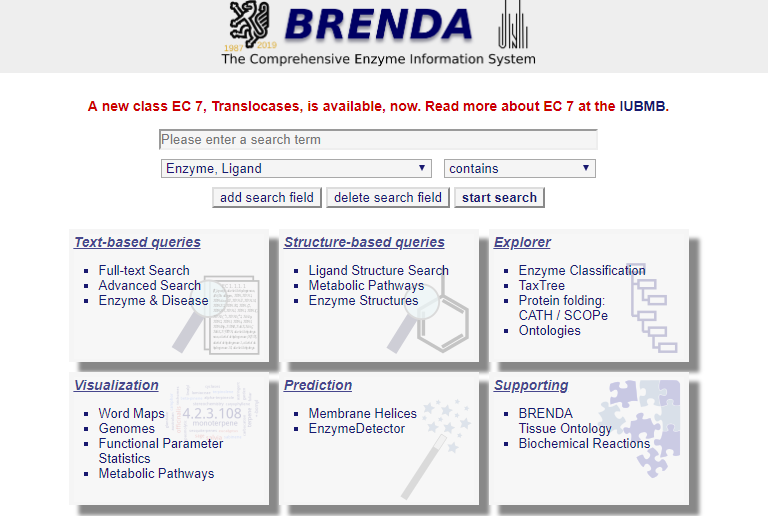 BRENDA
1987 2019
The Comprehensive Enzyme Information System
A new class EC 7, Translocases, is available, now. Read more about EC 7 at the IUBMB.
Please enter a search term
Enzyme, Ligand
contains
add search field
delete search field
start search
Text-based queries
Full-text Search
Advanced Search
Enzyme & Disease
Structure-based queries
Ligand Structure Search
Metabolic Pathways
Enzyme Structures
Explorer
Enzyme Classification
TaxTree
Protein folding:
CATH / SCOPe
Ontologies
Visualization
Word Maps
Genomes
Functional Parameter
Statistics
Metabolic Pathways
4.2.3.108
monoterpene
Prediction
Membrane Helices
EnzymeDetector
Supporting
BRENDA
Tissue Ontology
Biochemical Reactions